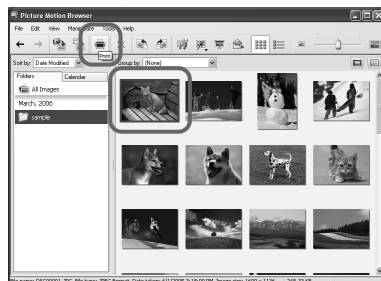 Picture Motion Browser
File Edit View Manipulate Tools Help
Print
Sort by: Date Modified Group by: (None)
Folders Calendar
All Images
March, 2006
sample